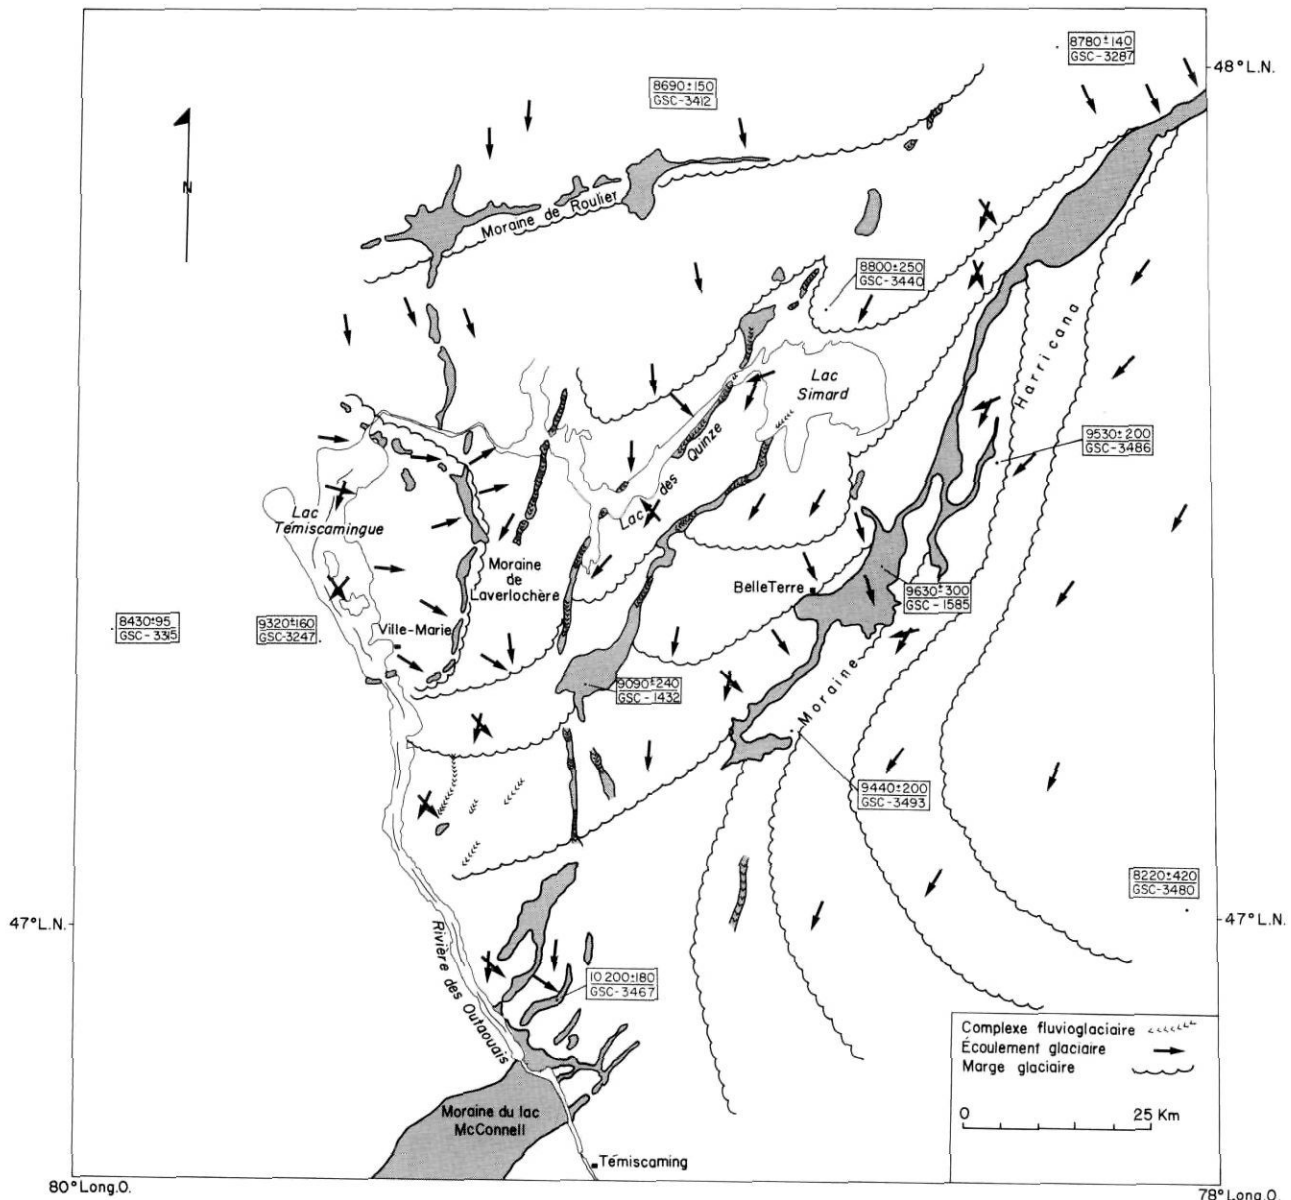 8780±140
GSC-3287
48° L.N.
8690±150
GSC-3412
N
Moraine de Roulier
8800±250
GSC-3440
Harricana
Lac
Simard
9530±200
GSC-3486
Lac des Quinze
Lac
Témiscamingue
Moraine
de
Laverlochère
BelleTerre
9630±300
GSC-1585
8430±95
GSC-3315
9320±160
GSC-3247
Ville-Marie
9090±240
GSC-1432
Moraine
9440±200
GSC-3493
8220±420
GSC-3480
47° L.N.
47° L.N.
Rivière des Outaouais
10 200±180
GSC-3467
Complexe fluvioglaciaire
Écoulement glaciaire
Marge glaciaire
0 25 Km
Moraine du lac
McConnell
Témiscaming
80° Long.O.
78° Long.O.